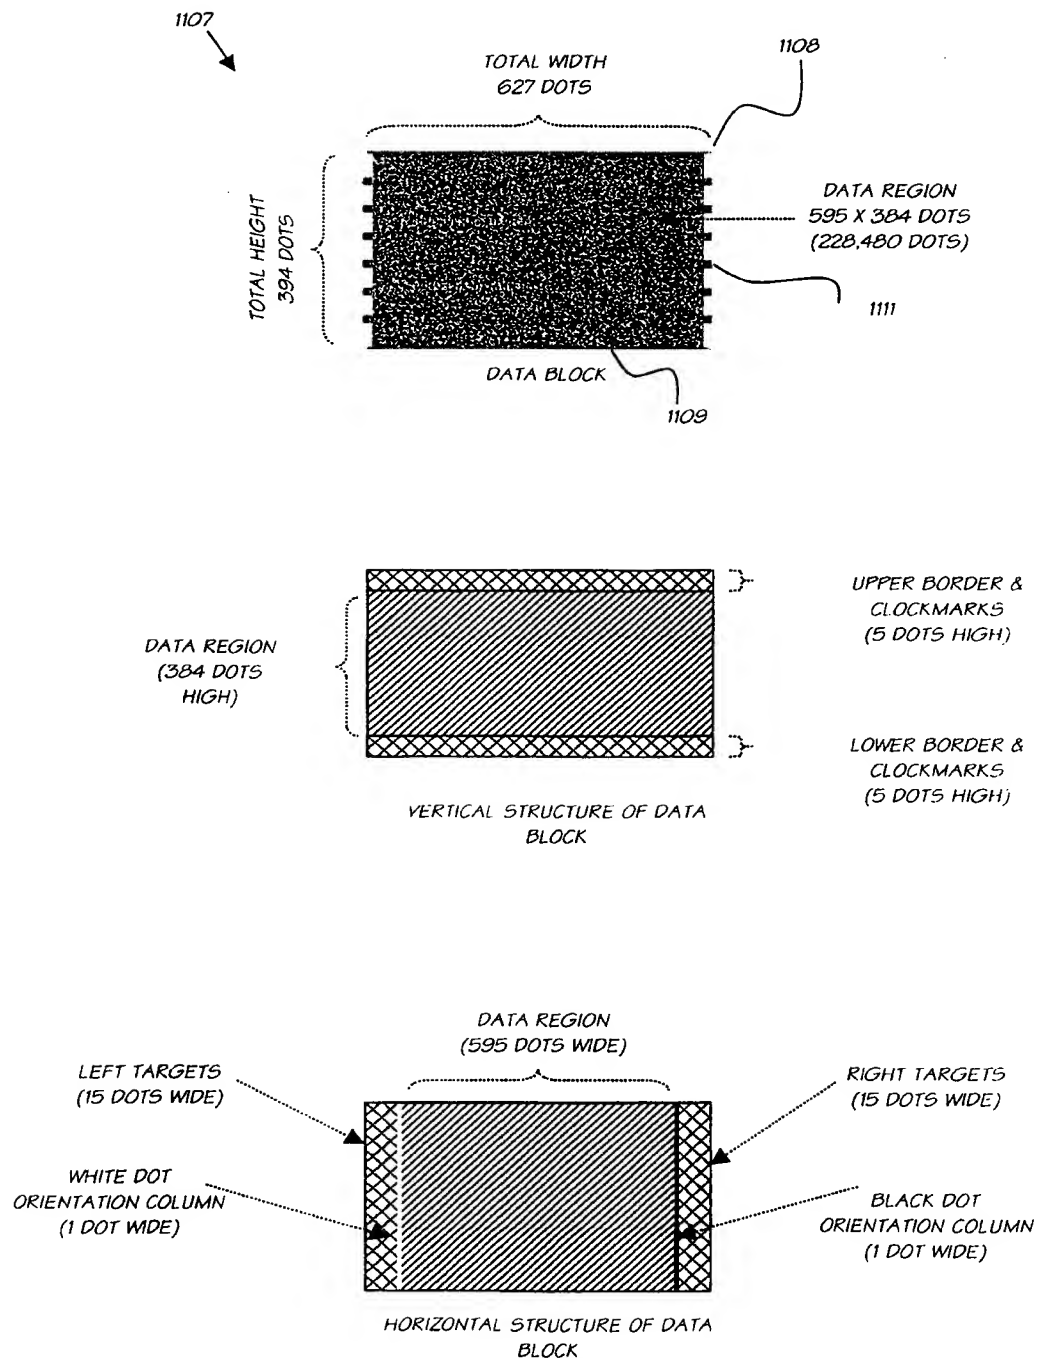 1107
TOTAL WIDTH
627 DOTS
1108
TOTAL HEIGHT
394 DOTS
DATA REGION
595 X 384 DOTS
(228,480 DOTS)
1111
DATA BLOCK
1109
DATA REGION
(384 DOTS
HIGH)
UPPER BORDER &
CLOCKMARKS
(5 DOTS HIGH)
LOWER BORDER &
CLOCKMARKS
(5 DOTS HIGH)
VERTICAL STRUCTURE OF DATA
BLOCK
DATA REGION
(595 DOTS WIDE)
LEFT TARGETS
(15 DOTS WIDE)
RIGHT TARGETS
(15 DOTS WIDE)
WHITE DOT
ORIENTATION COLUMN
(1 DOT WIDE)
BLACK DOT
ORIENTATION COLUMN
(1 DOT WIDE)
HORIZONTAL STRUCTURE OF DATA
BLOCK